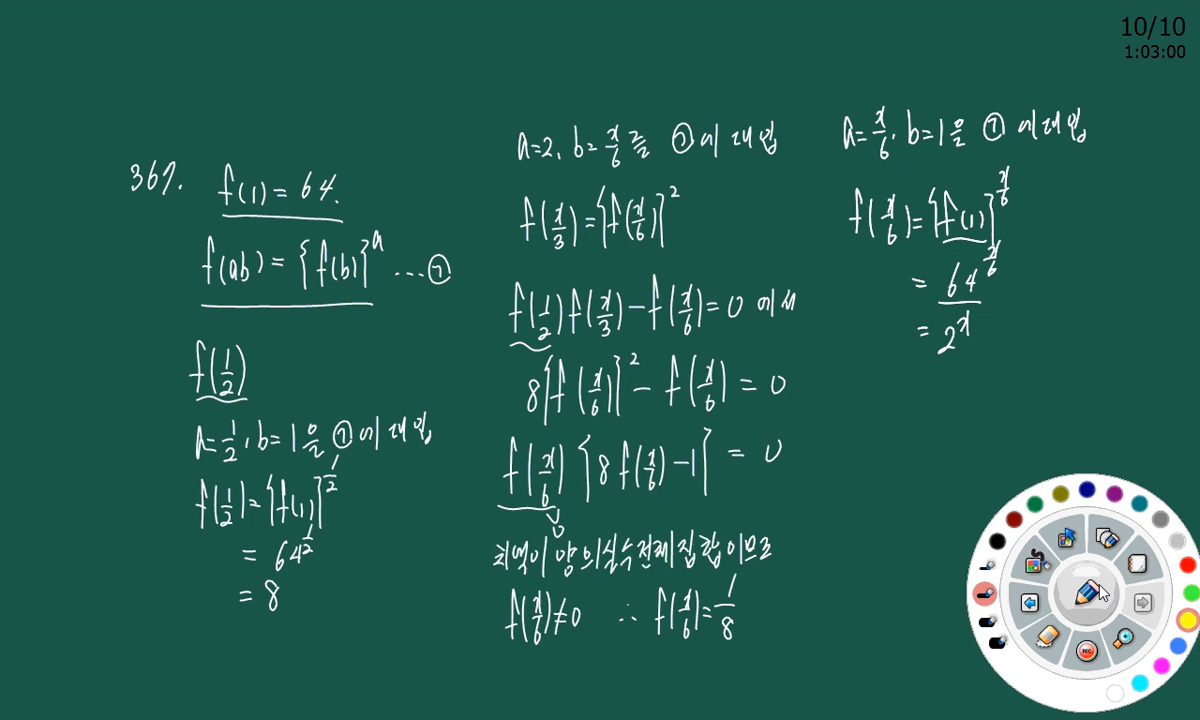 10/10
1:03:00
367.
f(1) = 64.
f(ab) = {f(b)}^a ... ㉠
f(1/2)
a=1/2, b=1을 ㉠에 대입
f(1/2) = {f(1)}^(1/2)
= 64^(1/2)
= 8
a=2, b=x/6를 ㉠에 대입
f(x/3) = {f(x/6)}^2
f(1/2)f(x/3) - f(x/6) = 0 에서
8{f(x/6)}^2 - f(x/6) = 0
f(x/6) {8f(x/6) - 1} = 0
치역이 양의실수전체집합이므로
f(x/6) ≠ 0 ∴ f(x/6) = 1/8
a=x/6, b=1을 ㉠에 대입
f(x/6) = {f(1)}^(x/6)
= 64^(x/6)
= 2^x
REC